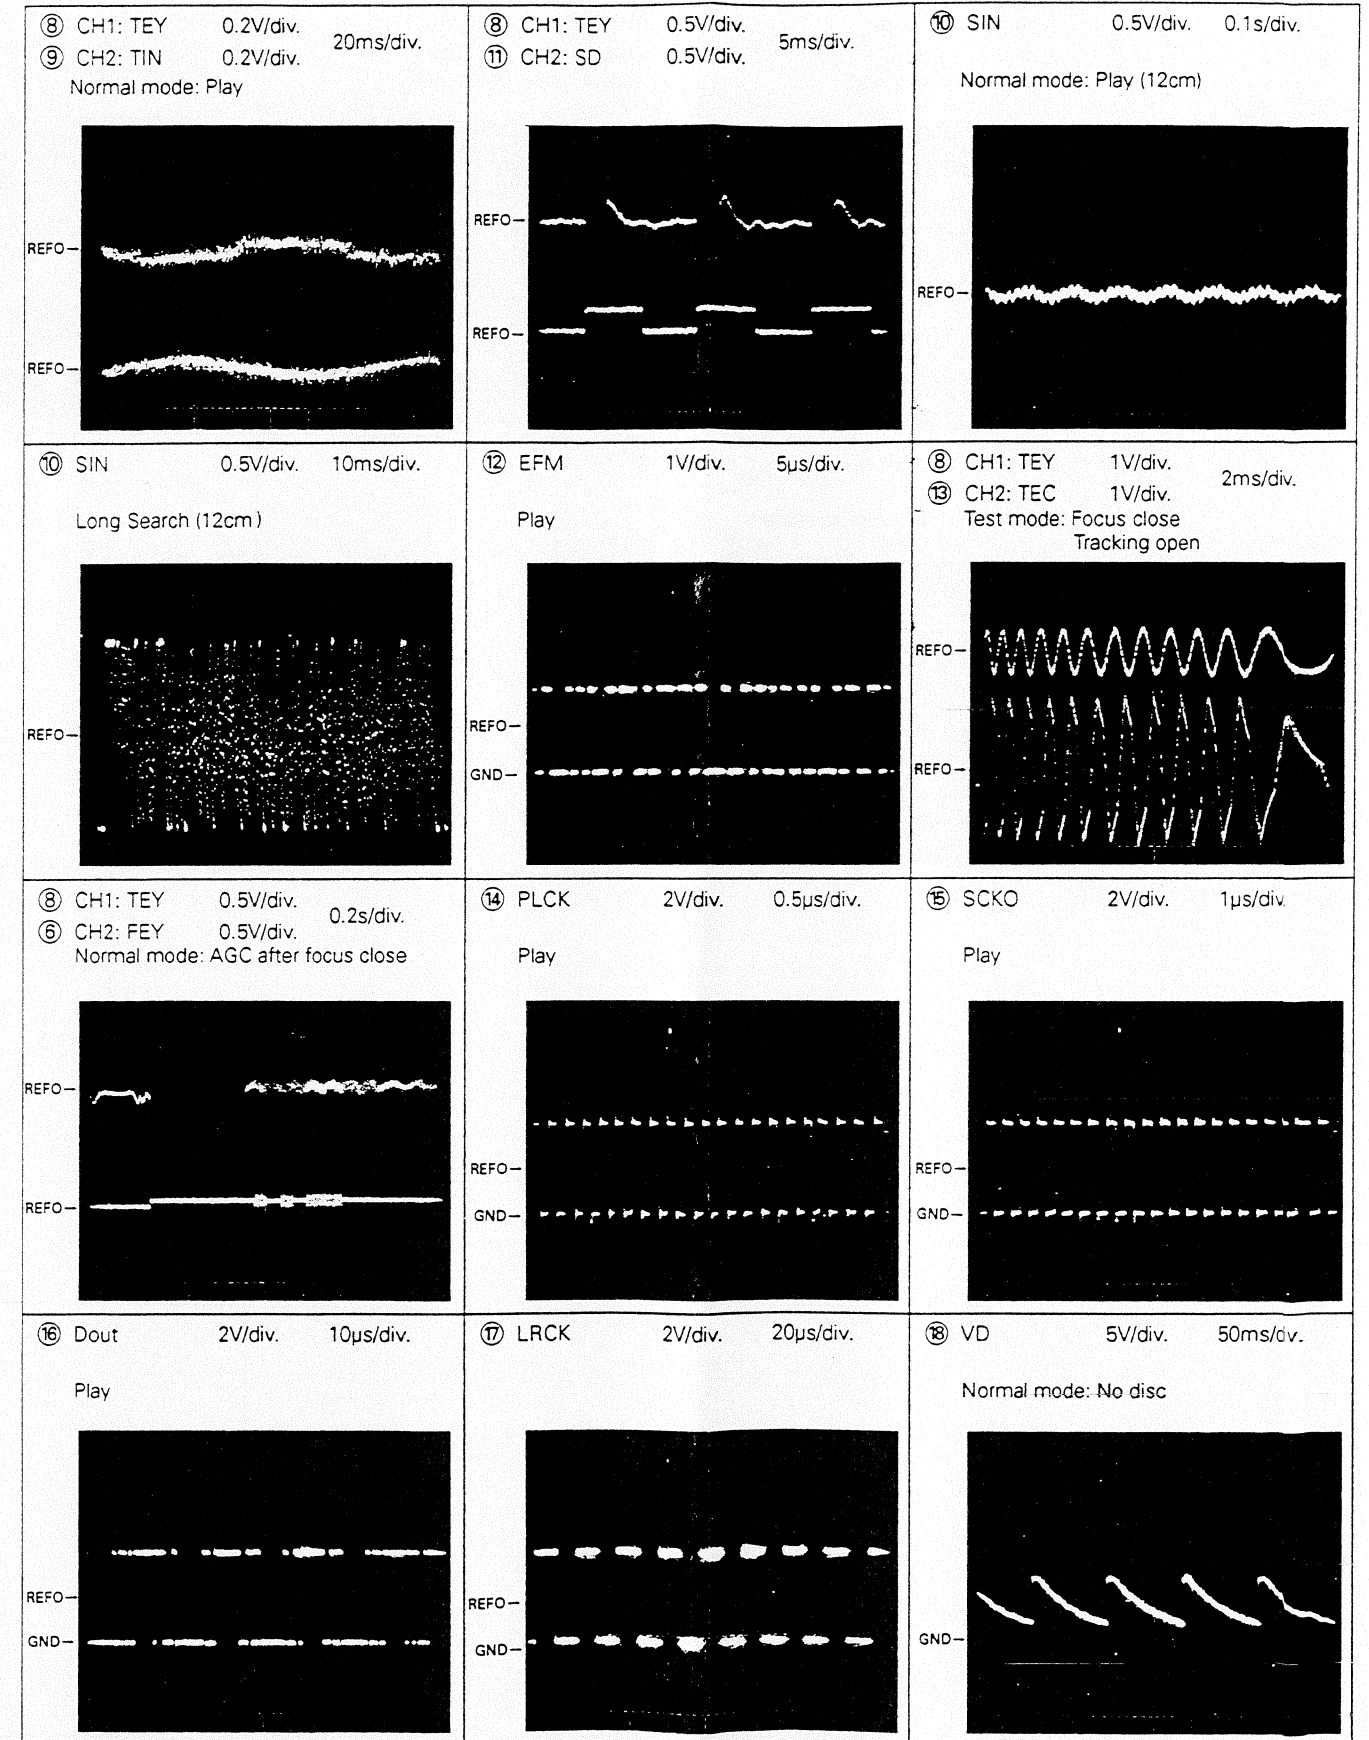 ⑧ CH1: TEY 0.2V/div. 20ms/div.
⑨ CH2: TIN 0.2V/div.
Normal mode: Play
REFO
REFO
⑧ CH1: TEY 0.5V/div. 5ms/div.
⑪ CH2: SD 0.5V/div.
REFO
REFO
⑩ SIN 0.5V/div. 0.1s/div.
Normal mode: Play (12cm)
REFO
⑩ SIN 0.5V/div. 10ms/div.
Long Search (12cm)
REFO
⑫ EFM 1V/div. 5µs/div.
Play
REFO
GND
⑧ CH1: TEY 1V/div. 2ms/div.
⑬ CH2: TEC 1V/div.
Test mode: Focus close
Tracking open
REFO
REFO
⑧ CH1: TEY 0.5V/div. 0.2s/div.
⑥ CH2: FEY 0.5V/div.
Normal mode: AGC after focus close
REFO
REFO
⑭ PLCK 2V/div. 0.5µs/div.
Play
REFO
GND
⑮ SCKO 2V/div. 1µs/div.
Play
REFO
GND
⑯ Dout 2V/div. 10µs/div.
Play
REFO
GND
⑰ LRCK 2V/div. 20µs/div.
REFO
GND
⑱ VD 5V/div. 50ms/div.
Normal mode: No disc
GND